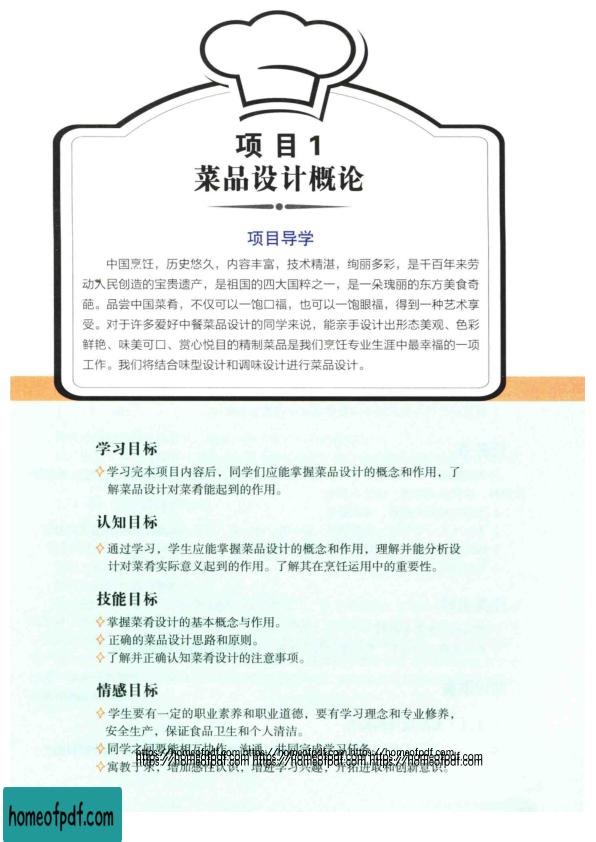 项目1
菜品设计概论
项目导学
中国烹饪，历史悠久，内容丰富，技术精湛，绚丽多彩，是千百年来劳
动人民创造的宝贵遗产，是祖国的四大国粹之一，是一朵瑰丽的东方美食奇
葩。品尝中国菜肴，不仅可以一饱口福，也可以一饱眼福，得到一种艺术享
受。对于许多爱好中餐菜品设计的同学来说，能亲手设计出形态美观、色彩
鲜艳、味美可口、赏心悦目的精制菜品是我们烹饪专业生涯中最幸福的一项
工作。我们将结合味型设计和调味设计进行菜品设计。
学习目标
学习完本项目内容后，同学们应能掌握菜品设计的概念和作用，了
解菜品设计对菜肴能起到的作用。
认知目标
通过学习，学生应能掌握菜品设计的概念和作用，理解并能分析设
计对菜肴实际意义起到的作用。了解其在烹饪运用中的重要性。
技能目标
掌握菜肴设计的基本概念与作用。
正确的菜品设计思路和原则。
了解并正确认知菜肴设计的注意事项。
情感目标
学生要有一定的职业素养和职业道德，要有学习理念和专业修养，
安全生产，保证食品卫生和个人清洁。
同学之间要能相互协作、沟通，共同完成学习任务。
https://homeofpdf.com https://homeofpdf.com https://homeofpdf.com
https://homeofpdf.com https://homeofpdf.com https://homeofpdf.com
寓教于乐，增加感性认识，增进学习兴趣，开拓进取和创新意识。
homeofpdf.com